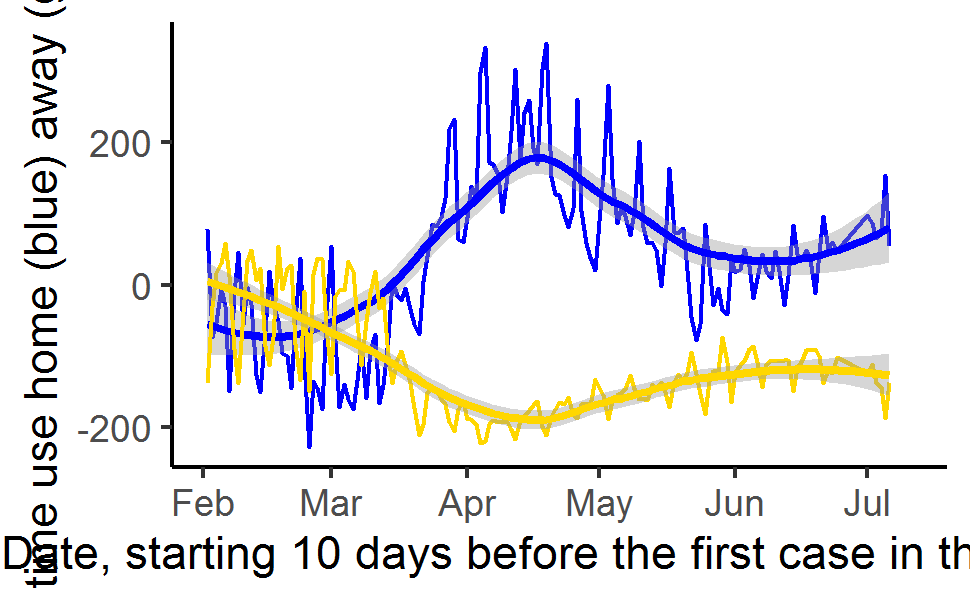 time use home (blue) away (
200
0
-200
Feb Mar Apr May Jun Jul
Date, starting 10 days before the first case in th